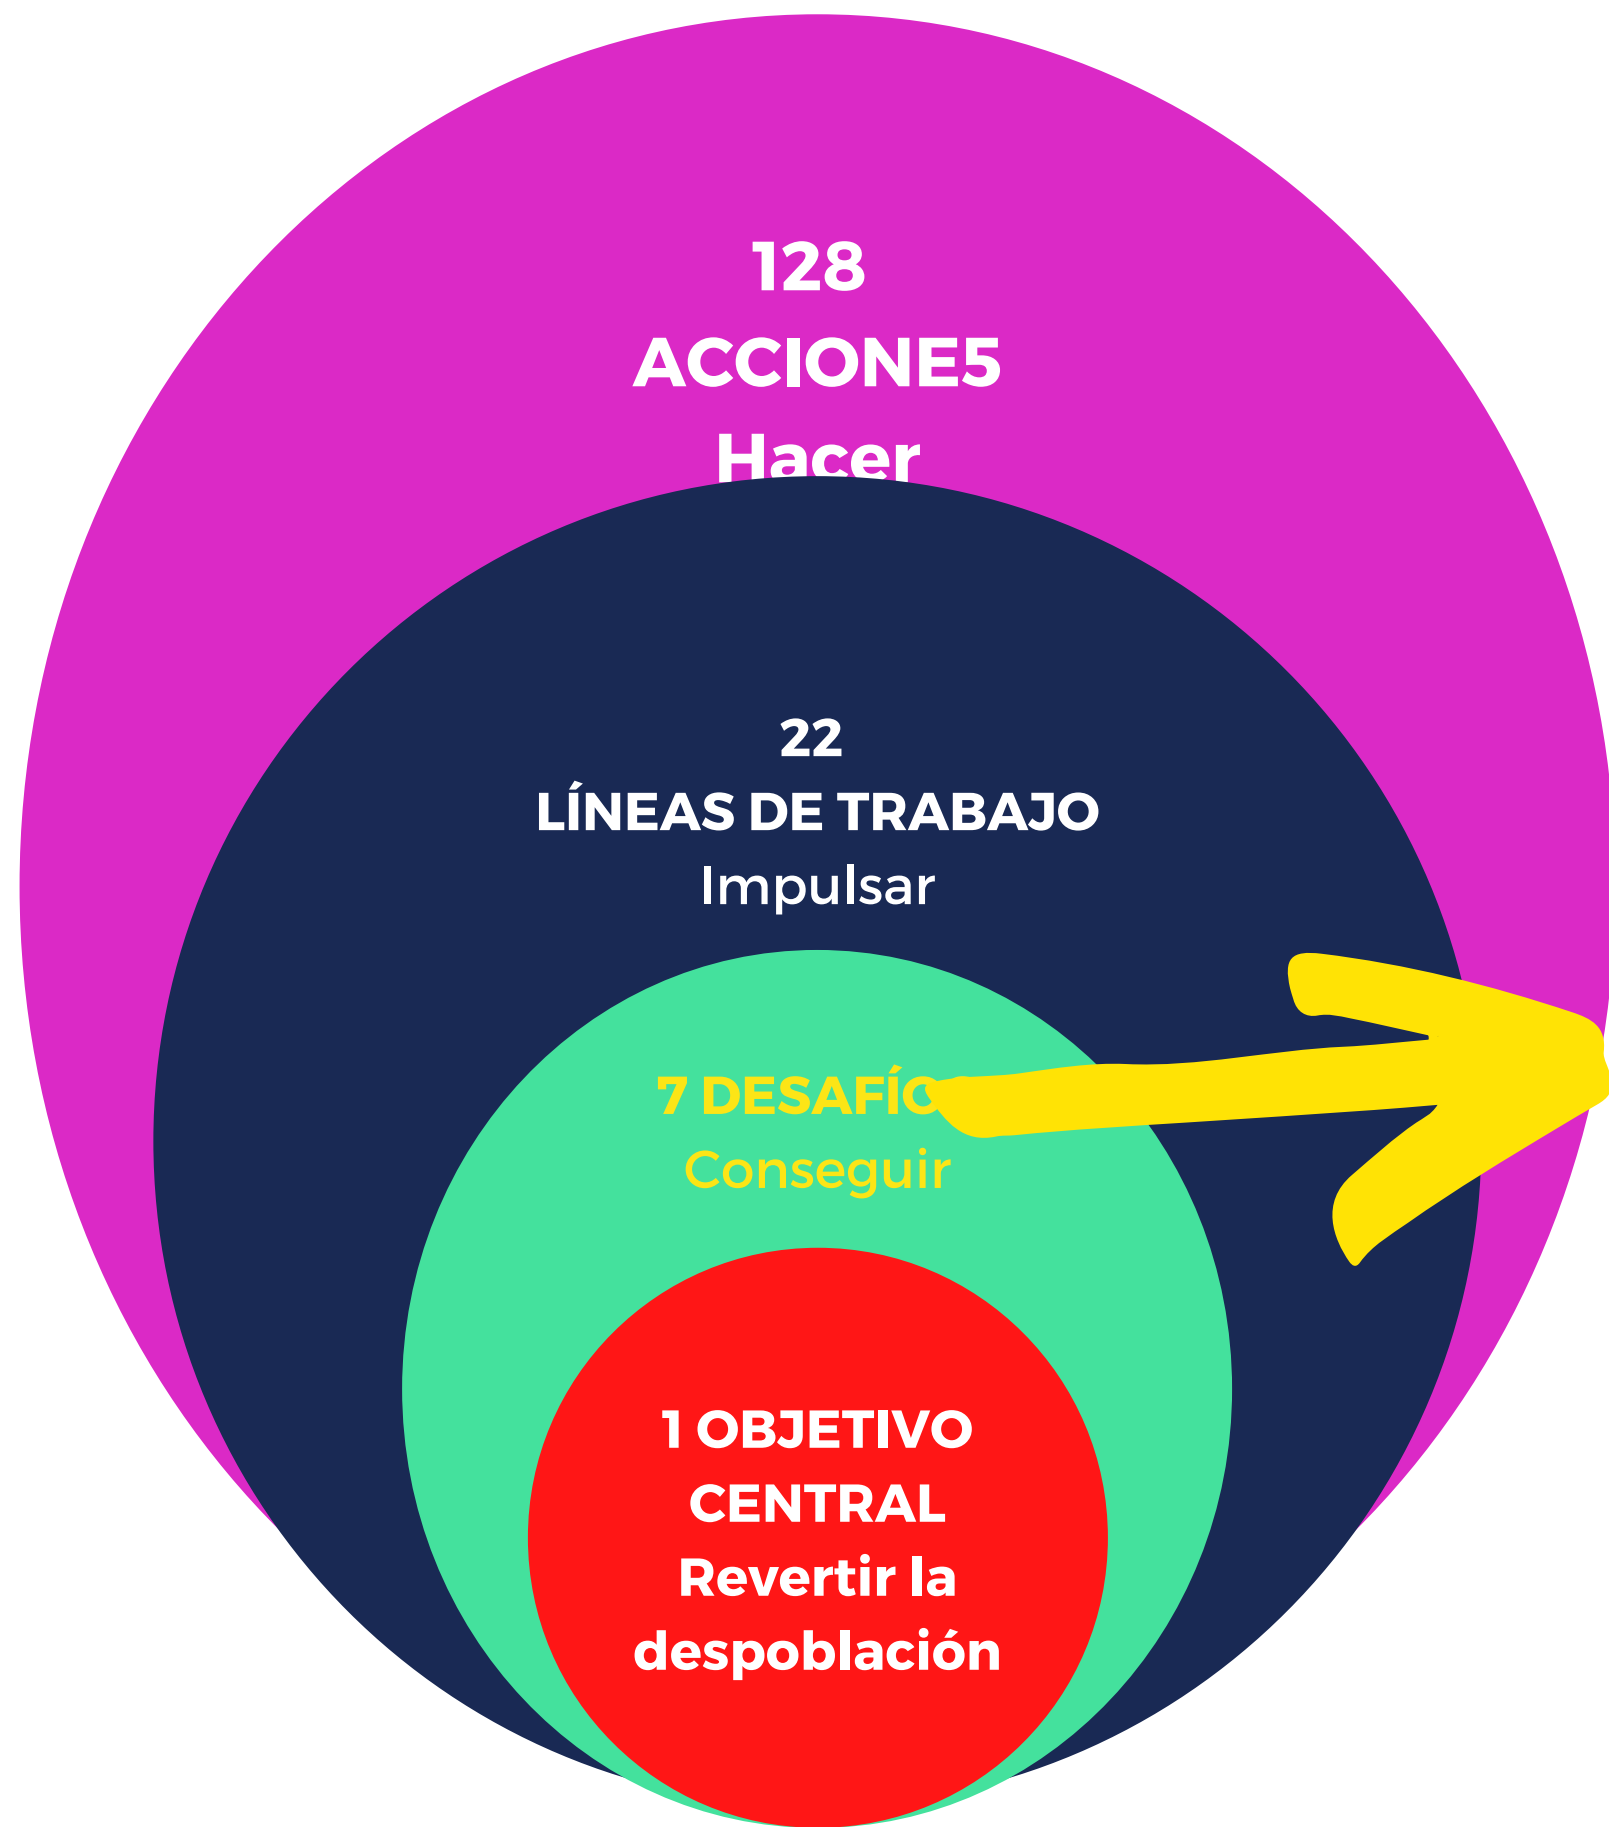 128
ACCIONE5
Hacer
22
LÍNEAS DE TRABAJO
Impulsar
7 DESAFÍO
Conseguir
1 OBJETIVO
CENTRAL
Revertir la
despoblación